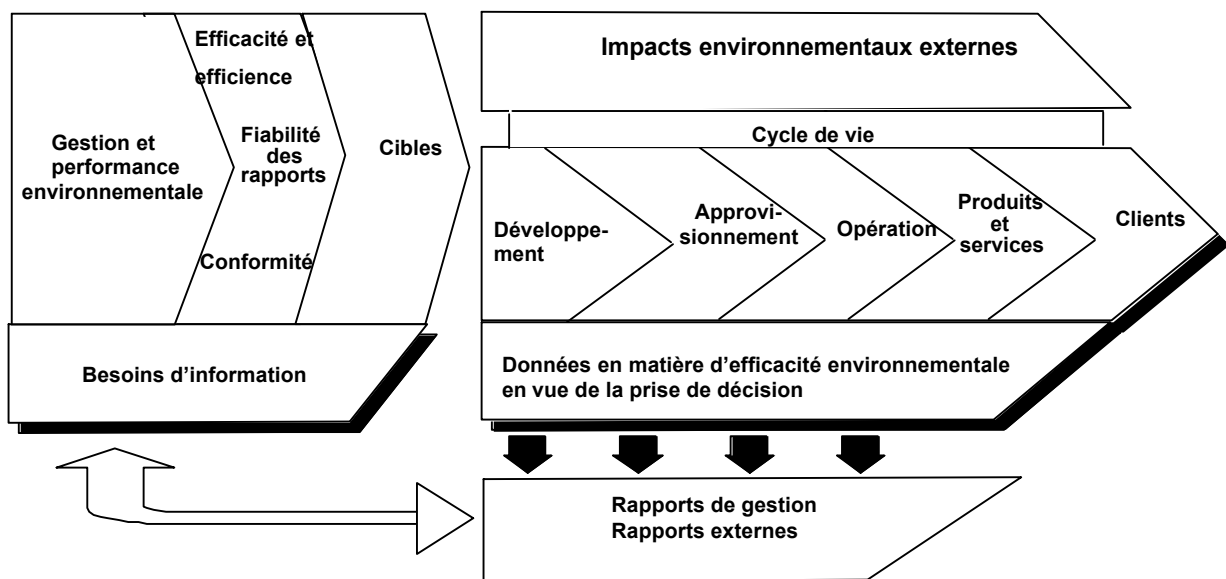 Gestion et
performance
environnementale
Efficacité et
efficience
Fiabilité
des
rapports
Conformité
Cibles
Besoins d’information
Impacts environnementaux externes
Cycle de vie
Développe-
ment
Approvi-
sionnement
Opération
Produits
et
services
Clients
Données en matière d’efficacité environnementale
en vue de la prise de décision
Rapports de gestion
Rapports externes